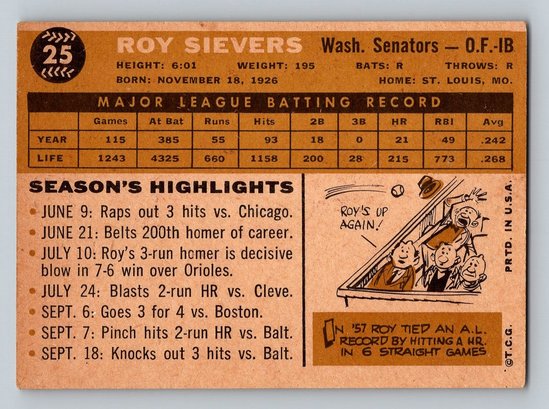 25
ROY SIEVERS Wash. Senators — O.F.-1B
HEIGHT: 6:01 WEIGHT: 195 BATS: R THROWS: R
BORN: NOVEMBER 18, 1926 HOME: ST. LOUIS, MO.
MAJOR LEAGUE BATTING RECORD
Games At Bat Runs Hits 2B 3B HR RBI Avg
YEAR 115 385 55 93 18 0 21 49 .242
LIFE 1243 4325 660 1158 200 28 215 773 .268
SEASON'S HIGHLIGHTS
• JUNE 9: Raps out 3 hits vs. Chicago.
• JUNE 21: Belts 200th homer of career.
• JULY 10: Roy's 3-run homer is decisive
blow in 7-6 win over Orioles.
• JULY 24: Blasts 2-run HR vs. Cleve.
• SEPT. 6: Goes 3 for 4 vs. Boston.
• SEPT. 7: Pinch hits 2-run HR vs. Balt.
• SEPT. 18: Knocks out 3 hits vs. Balt.
ROY'S UP
AGAIN!
IN '57 ROY TIED AN A.L.
RECORD BY HITTING A HR.
IN 6 STRAIGHT GAMES
©T.C.G. PRTD. IN U.S.A.